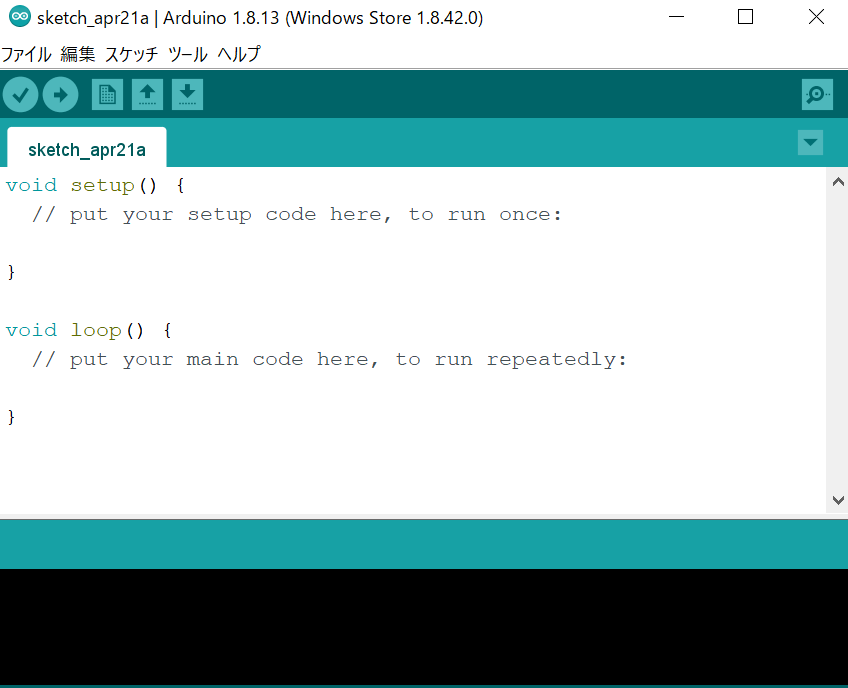 sketch_apr21a | Arduino 1.8.13 (Windows Store 1.8.42.0)
ファイル 編集 スケッチ ツール ヘルプ
sketch_apr21a
void setup() {
  // put your setup code here, to run once:
}
void loop() {
  // put your main code here, to run repeatedly:
}